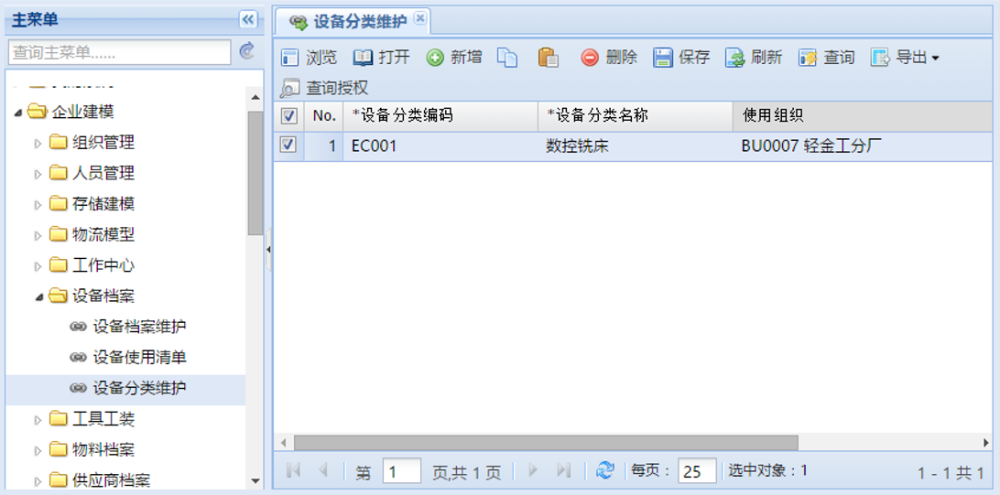 主菜单
查询主菜单......
企业建模
组织管理
人员管理
存储建模
物流模型
工作中心
设备档案
设备档案维护
设备使用清单
设备分类维护
工具工装
物料档案
供应商档案
设备分类维护
浏览 打开 新增 删除 保存 刷新 查询 导出
查询授权
No. *设备分类编码 *设备分类名称 使用组织
1 EC001 数控铣床 BU0007 轻金工分厂
第 1 页,共 1 页 每页： 25 选中对象：1 1 - 1 共 1